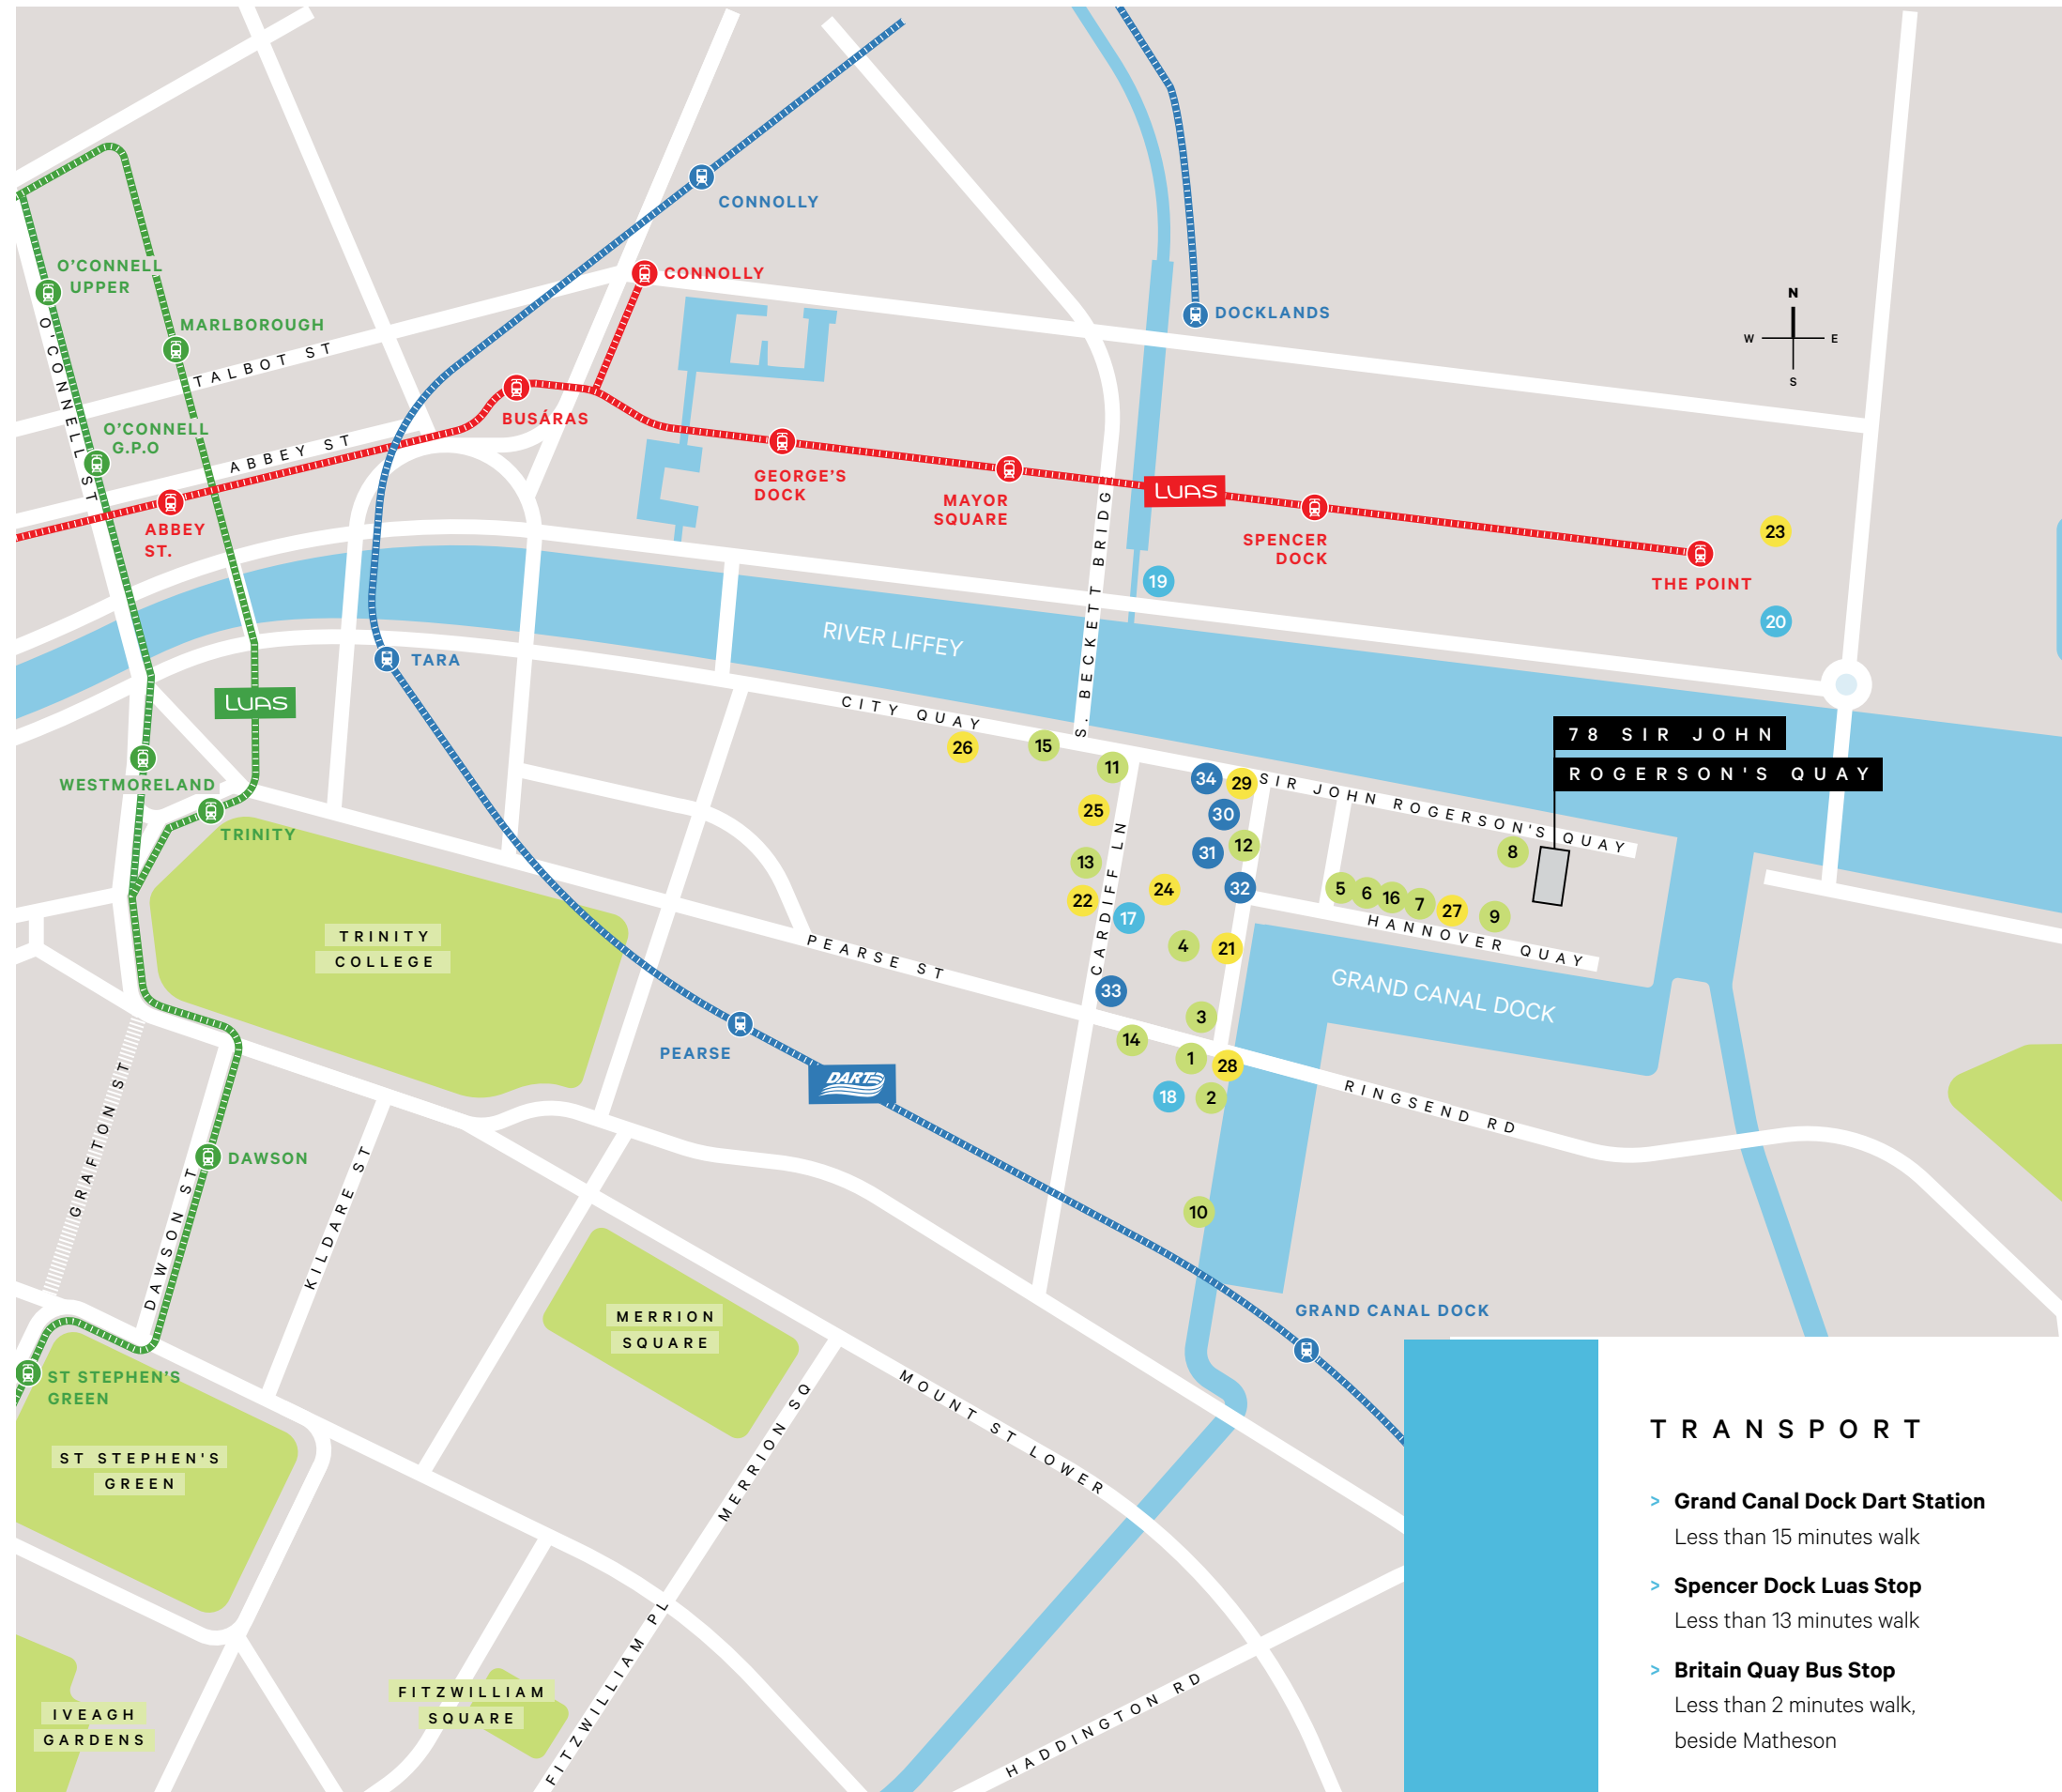 CONNOLLY
O'CONNELL
UPPER
CONNOLLY
N
W E
S
DOCKLANDS
MARLBOROUGH
TALBOT ST
O'CONNELL ST
BUSÁRAS
O'CONNELL
G.P.O
ABBEY ST
GEORGE'S
DOCK
MAYOR
SQUARE
LUAS
ABBEY
ST.
SPENCER
DOCK
23
THE POINT
19
20
S. BECKETT BRIDG
RIVER LIFFEY
TARA
LUAS
CITY QUAY
26
15
11
34
29
SIR JOHN ROGERSON'S QUAY
78 SIR JOHN
ROGERSON'S QUAY
WESTMORELAND
TRINITY
25
30
13
31
12
8
22
24
32
5
6
16
7
27
9
17
HANNOVER QUAY
CARDIFF LN
TRINITY
COLLEGE
PEARSE ST
4
21
33
GRAND CANAL DOCK
3
14
1
28
PEARSE
DART
18
2
RINGSEND RD
GRAFTON ST
DAWSON
DAWSON ST
KILDARE ST
10
MERRION
SQUARE
GRAND CANAL DOCK
ST STEPHEN'S
GREEN
ST STEPHEN'S
GREEN
MERRION SQ
MOUNT ST LOWER
FITZWILLIAM PL
FITZWILLIAM
SQUARE
IVEAGH
GARDENS
HADDINGTON RD
TRANSPORT
> Grand Canal Dock Dart Station
Less than 15 minutes walk
> Spencer Dock Luas Stop
Less than 13 minutes walk
> Britain Quay Bus Stop
Less than 2 minutes walk,
beside Matheson